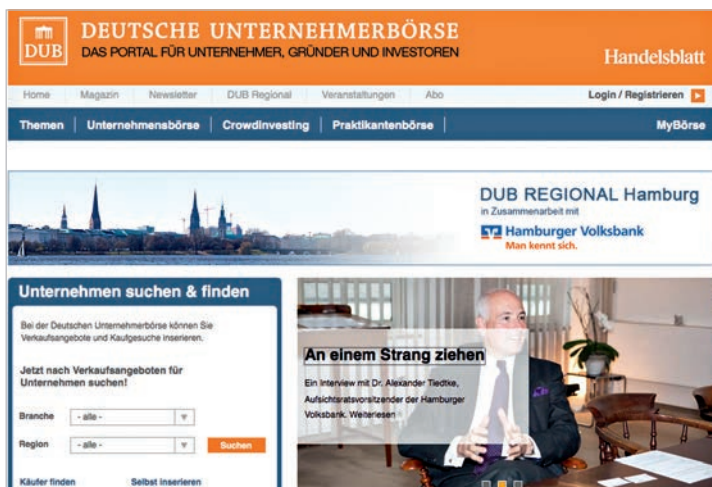 DUB
DEUTSCHE UNTERNEHMERBÖRSE
DAS PORTAL FÜR UNTERNEHMER, GRÜNDER UND INVESTOREN
Handelsblatt
Home Magazin Newsletter DUB Regional Veranstaltungen Abo Login / Registrieren
Themen Unternehmensbörse Crowdinvesting Praktikantenbörse MyBörse
DUB REGIONAL Hamburg
in Zusammenarbeit mit
Hamburger Volksbank
Man kennt sich.
Unternehmen suchen & finden
Bei der Deutschen Unternehmerbörse können Sie
Verkaufsangebote und Kaufgesuche inserieren.
Jetzt nach Verkaufsangeboten für
Unternehmen suchen!
Branche - alle -
Region - alle - Suchen
Käufer finden Selbst inserieren
An einem Strang ziehen
Ein Interview mit Dr. Alexander Tiedtke,
Aufsichtsratsvorsitzender der Hamburger
Volksbank. Weiterlesen